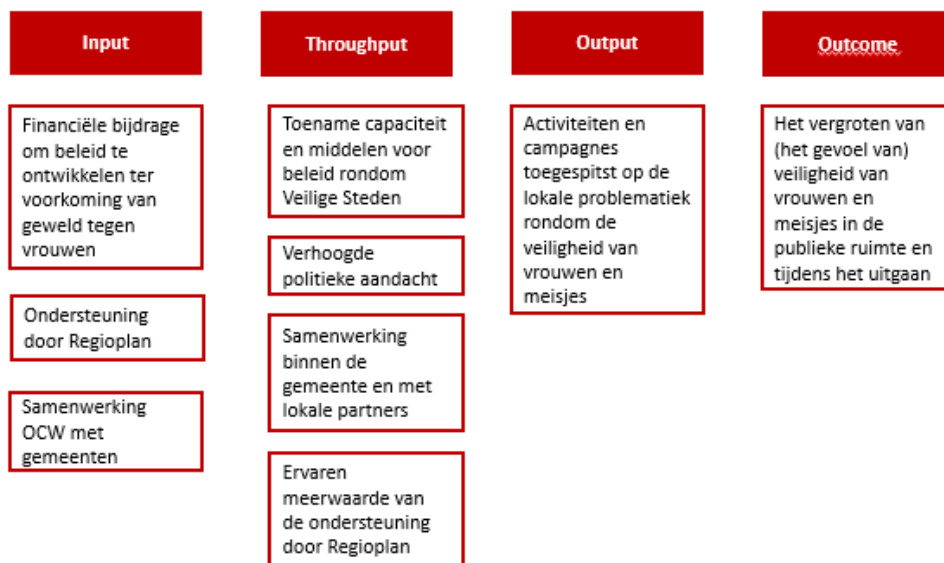 Input
Throughput
Output
Outcome
Financiële bijdrage
om beleid te
ontwikkelen ter
voorkoming van
geweld tegen
vrouwen
Ondersteuning
door Regioplan
Samenwerking
OCW met
gemeenten
Toename capaciteit
en middelen voor
beleid rondom
Veilige Steden
Verhoogde
politieke aandacht
Samenwerking
binnen de
gemeente en met
lokale partners
Ervaren
meerwaarde van
de ondersteuning
door Regioplan
Activiteiten en
campagnes
toegespitst op de
lokale problematiek
rondom de
veiligheid van
vrouwen en
meisjes
Het vergroten van
(het gevoel van)
veiligheid van
vrouwen en
meisjes in de
publieke ruimte en
tijdens het uitgaan